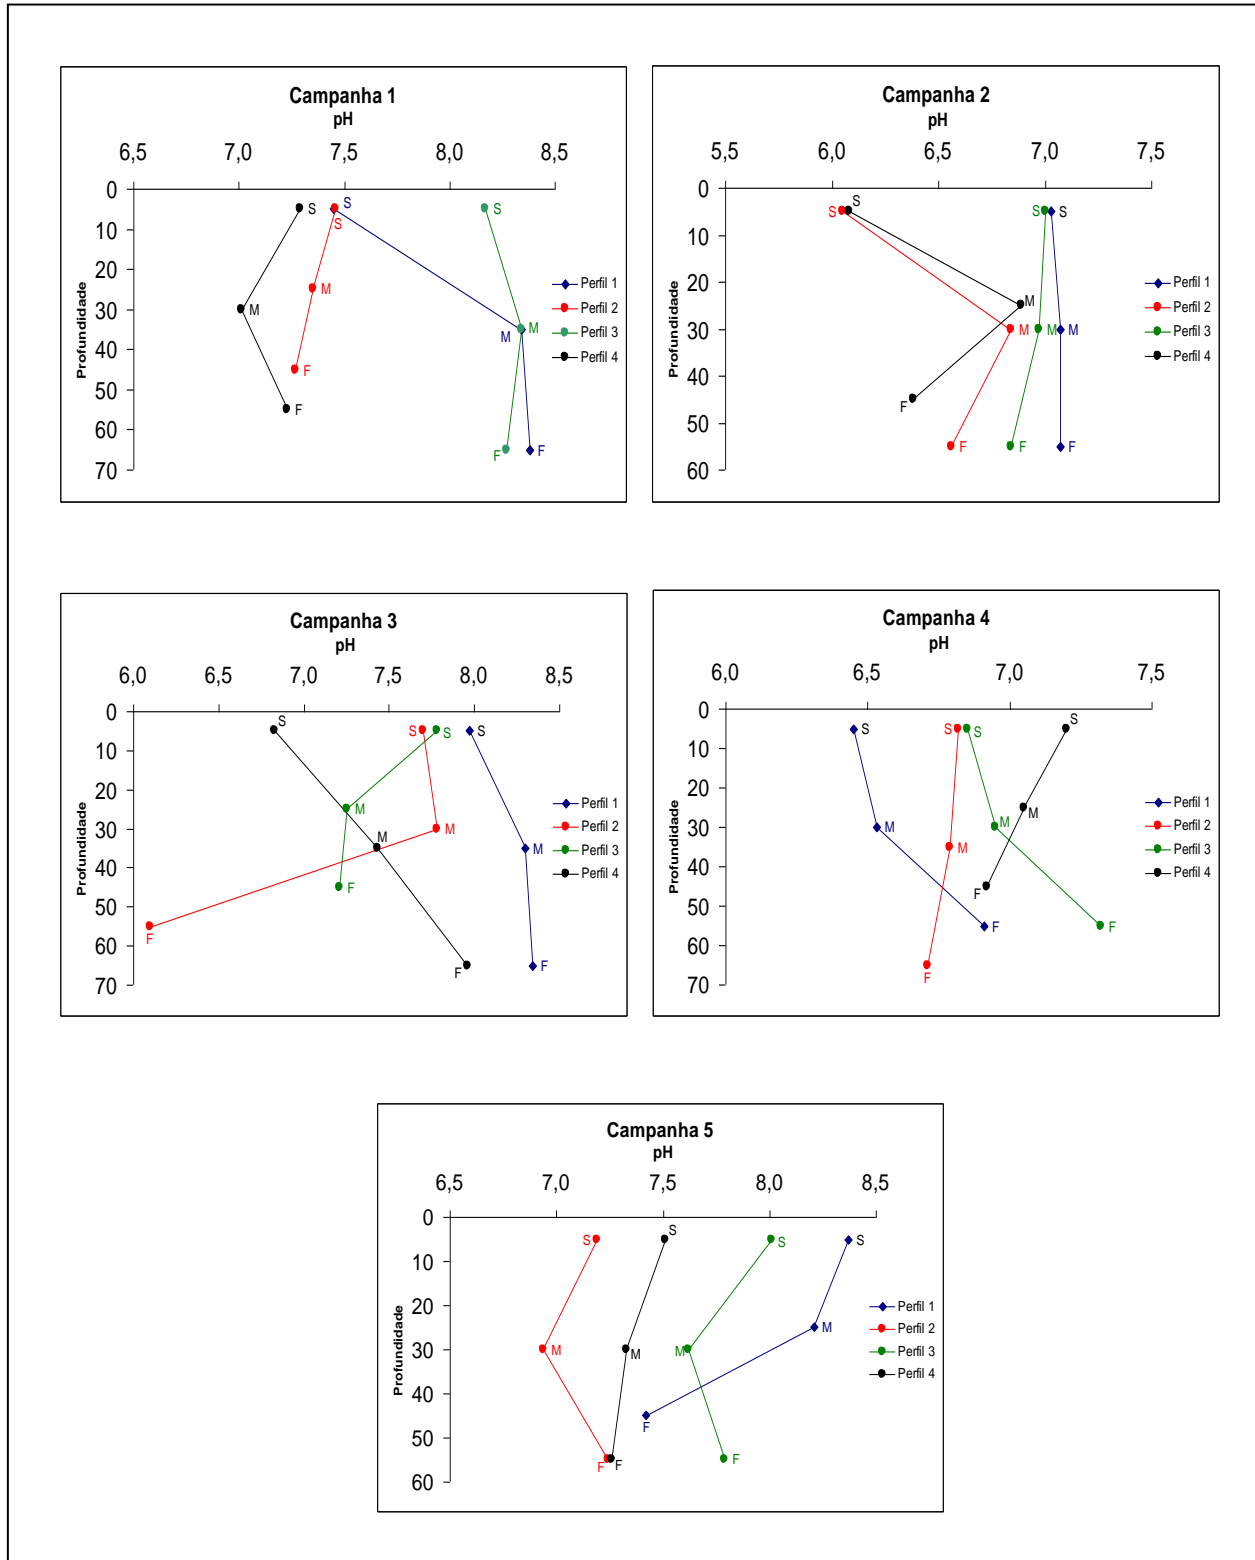 Campanha 1
pH
6,5 7,0 7,5 8,0 8,5
Profundidade
0
10
20
30
40
50
60
70
S S S S
M M M M
F F F F
Perfil 1
Perfil 2
Perfil 3
Perfil 4
Campanha 2
pH
5,5 6,0 6,5 7,0 7,5
Profundidade
0
10
20
30
40
50
60
S S S S
M M M M
F F F F
Perfil 1
Perfil 2
Perfil 3
Perfil 4
Campanha 3
pH
6,0 6,5 7,0 7,5 8,0 8,5
Profundidade
0
10
20
30
40
50
60
70
S S S S
M M M M
F F F F
Perfil 1
Perfil 2
Perfil 3
Perfil 4
Campanha 4
pH
6,0 6,5 7,0 7,5
Profundidade
0
10
20
30
40
50
60
70
S S S S
M M M M
F F F F
Perfil 1
Perfil 2
Perfil 3
Perfil 4
Campanha 5
pH
6,5 7,0 7,5 8,0 8,5
Profundidade
0
10
20
30
40
50
60
S S S S
M M M M
F F F F
Perfil 1
Perfil 2
Perfil 3
Perfil 4